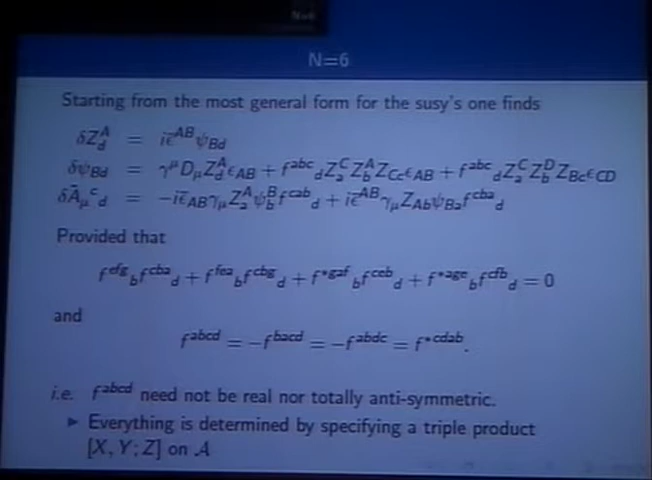 N=6
N=6
Starting from the most general form for the susy's one finds
δZ^A_d = iε̄^{AB}ψ_{Bd}
δψ_{Bd} = γ^μ D_μ Z^A_d ε_{AB} + f^{abc}_d Z^C_a Z^A_b Z_{Cc} ε_{AB} + f^{abc}_d Z^C_a Z^D_b Z_{Bc} ε_{CD}
δÃ_μ^c_d = −iε̄_{AB}γ_μ Z^A_a ψ^B_b f^{cab}_d + iε̄^{AB}γ_μ Z_{Ab} ψ_{Ba} f^{cba}_d
Provided that
f^{efg}_b f^{cba}_d + f^{fea}_b f^{cbg}_d + f^{*gaf}_b f^{ceb}_d + f^{*age}_b f^{cfb}_d = 0
and
f^{abcd} = −f^{bacd} = −f^{abdc} = f^{*cdab}.
i.e. f^{abcd} need not be real nor totally anti-symmetric.
► Everything is determined by specifying a triple product
[X, Y; Z] on 𝒜